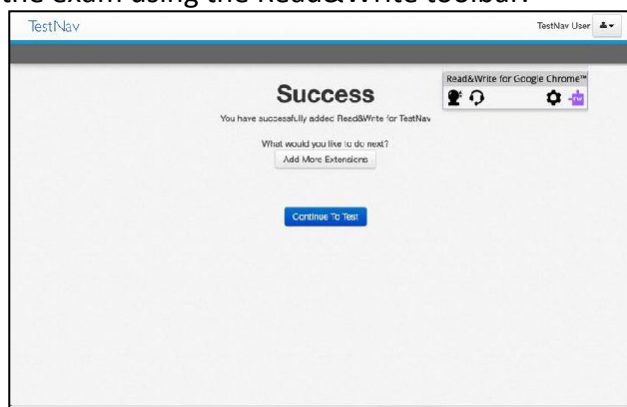 the exam using the Read&Write toolbar.
TestNav
TestNav User
Read&Write for Google Chrome™
Success
You have successfully added Read&Write for TestNav
What would you like to do next?
Add More Extensions
Continue To Test